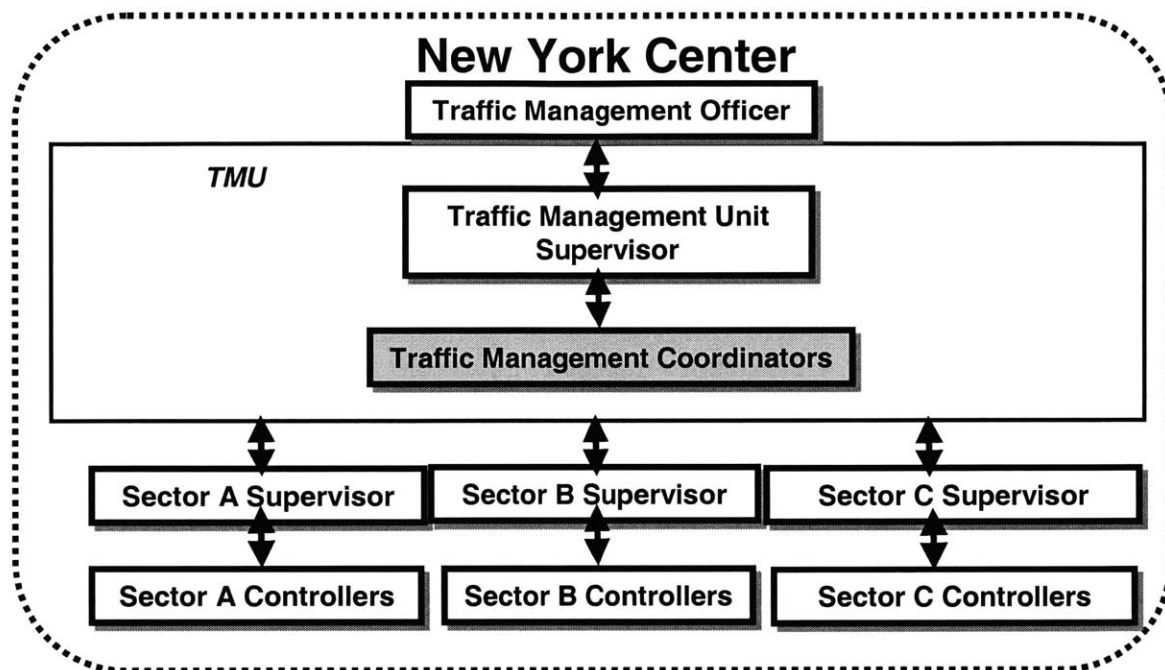 New York Center
Traffic Management Officer
TMU
Traffic Management Unit
Supervisor
Traffic Management Coordinators
Sector A Supervisor
Sector B Supervisor
Sector C Supervisor
Sector A Controllers
Sector B Controllers
Sector C Controllers